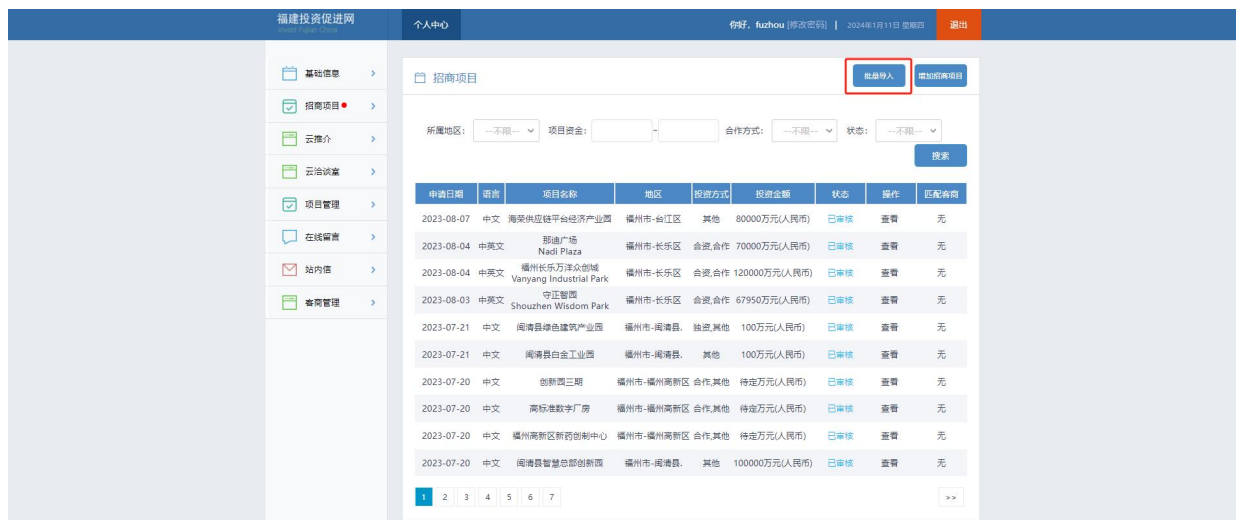 福建投资促进网
Invest Fujian China
个人中心
你好，fuzhou [修改密码] | 2024年1月11日 星期四
退出
基础信息
招商项目
云推介
云洽谈室
项目管理
在线留言
站内信
客商管理
招商项目
批量导入
增加招商项目
所属地区： --不限-- 项目资金： - 合作方式： --不限-- 状态： --不限--
搜索
申请日期 语言 项目名称 地区 投资方式 投资金额 状态 操作 匹配客商
2023-08-07 中文 海荣供应链平台经济产业园 福州市-台江区 其他 80000万元(人民币) 已审核 查看 无
2023-08-04 中英文 那迪广场 福州市-长乐区 合资,合作 70000万元(人民币) 已审核 查看 无
Nadi Plaza
2023-08-04 中英文 福州长乐万洋众创城 福州市-长乐区 合资,合作 120000万元(人民币) 已审核 查看 无
Vanyang Industrial Park
2023-08-03 中英文 守正智园 福州市-长乐区 合资,合作 67950万元(人民币) 已审核 查看 无
Shouzhen Wisdom Park
2023-07-21 中文 闽清县绿色建筑产业园 福州市-闽清县. 独资,其他 100万元(人民币) 已审核 查看 无
2023-07-21 中文 闽清县白金工业园 福州市-闽清县. 其他 100万元(人民币) 已审核 查看 无
2023-07-20 中文 创新园三期 福州市-福州高新区 合作,其他 待定万元(人民币) 已审核 查看 无
2023-07-20 中文 高标准数字厂房 福州市-福州高新区 合作,其他 待定万元(人民币) 已审核 查看 无
2023-07-20 中文 福州高新区新药创制中心 福州市-福州高新区 合作,其他 待定万元(人民币) 已审核 查看 无
2023-07-20 中文 闽清县智慧总部创新园 福州市-闽清县. 其他 100000万元(人民币) 已审核 查看 无
1 2 3 4 5 6 7 >>